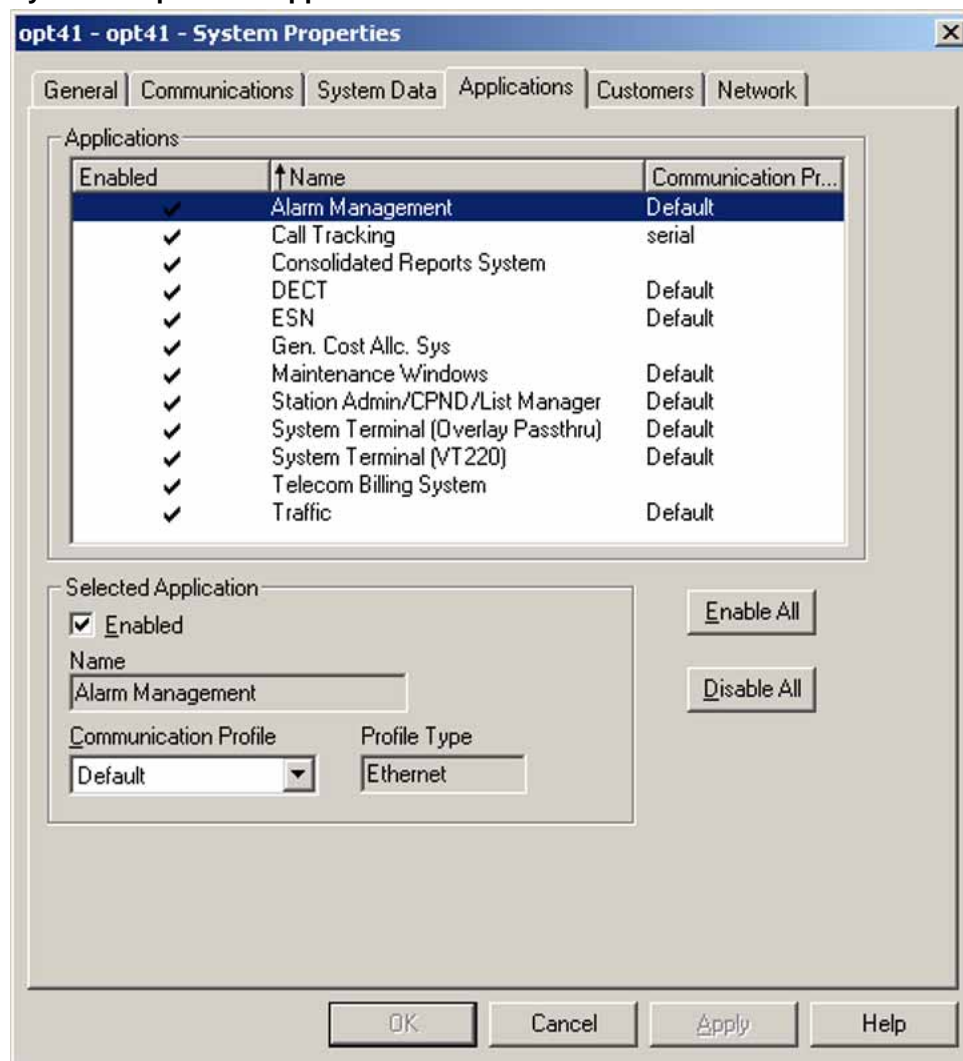 opt41 - opt41 - System Properties
General Communications System Data Applications Customers Network
Applications
Enabled Name Communication Pr...
Alarm Management Default
Call Tracking serial
Consolidated Reports System
DECT Default
ESN Default
Gen. Cost Allc. Sys
Maintenance Windows Default
Station Admin/CPND/List Manager Default
System Terminal (Overlay Passthru) Default
System Terminal (VT220) Default
Telecom Billing System
Traffic Default
Selected Application
Enabled
Enable All
Name
Alarm Management
Disable All
Communication Profile Profile Type
Default Ethernet
OK Cancel Apply Help